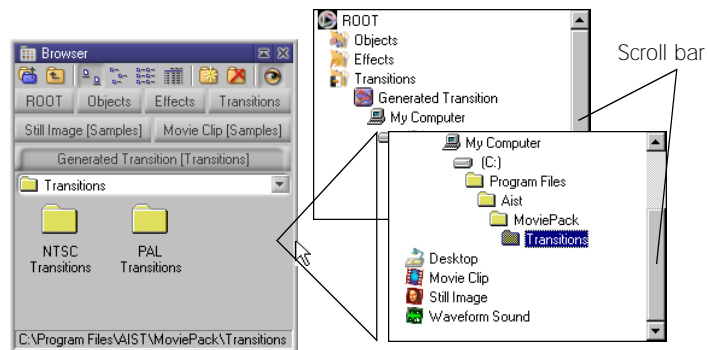 Browser
ROOT Objects Effects Transitions
Still Image [Samples] Movie Clip [Samples]
Generated Transition [Transitions]
Transitions
NTSC Transitions
PAL Transitions
C:\Program Files\AIST\MoviePack\Transitions
ROOT
Objects
Effects
Transitions
Generated Transition
My Computer
Scroll bar
My Computer
(C:)
Program Files
Aist
MoviePack
Transitions
Desktop
Movie Clip
Still Image
Waveform Sound